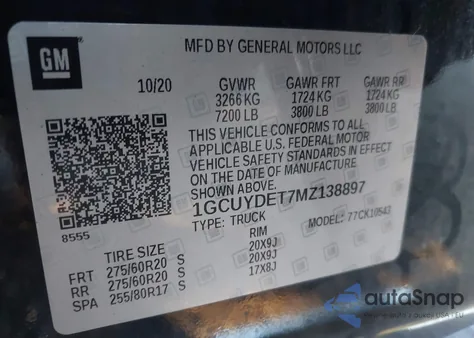 GM
MFD BY GENERAL MOTORS LLC
10/20 GVWR GAWR FRT GAWR RR
3266 KG 1724 KG 1724 KG
7200 LB 3800 LB 3800 LB
THIS VEHICLE CONFORMS TO ALL
APPLICABLE U.S. FEDERAL MOTOR
VEHICLE SAFETY STANDARDS IN EFFECT
ON THE DATE OF MANUFACTURE
1GCUYDET7MZ138897
TYPE: TRUCK MODEL: 77CK10543
8555
TIRE SIZE RIM
FRT 275/60R20 S 20X9J
RR 275/60R20 S 20X9J
SPA 255/80R17 S 17X8J
autaSnap